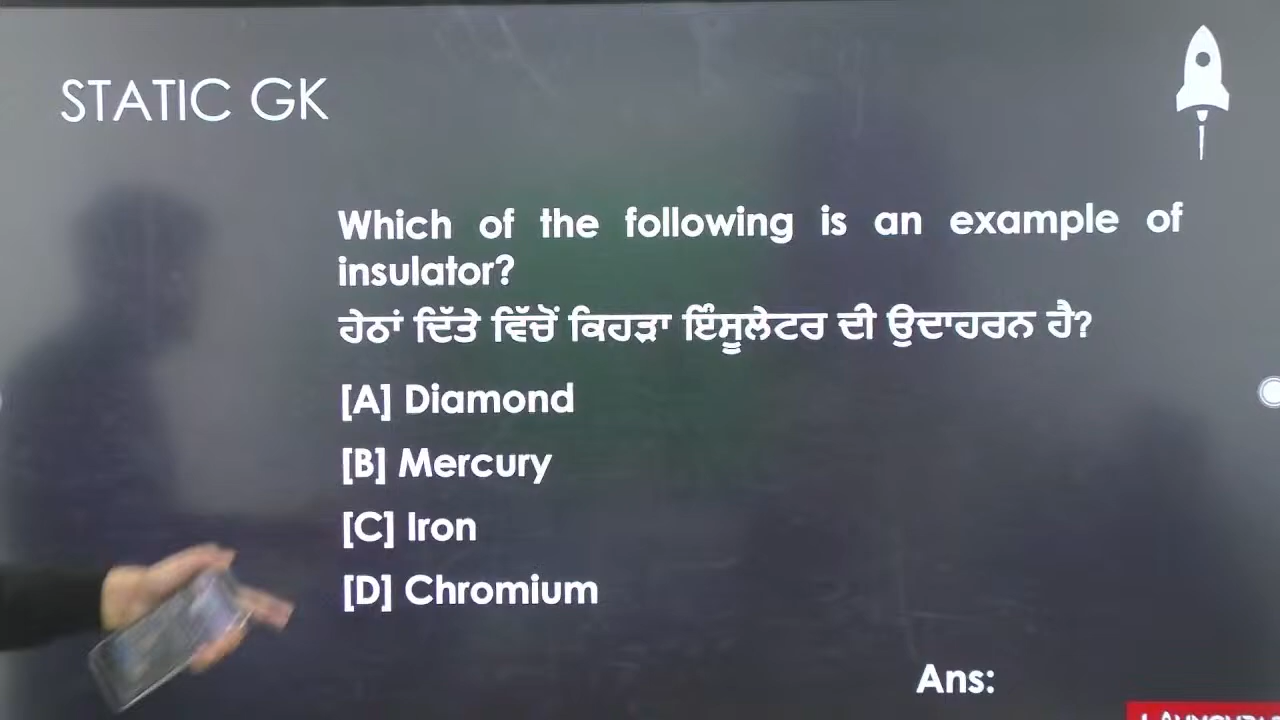 STATIC GK
Which of the following is an example of
insulator?
ਹੇਠਾਂ ਦਿੱਤੇ ਵਿੱਚੋਂ ਕਿਹੜਾ ਇੰਸੂਲੇਟਰ ਦੀ ਉਦਾਹਰਨ ਹੈ?
[A] Diamond
[B] Mercury
[C] Iron
[D] Chromium
Ans: